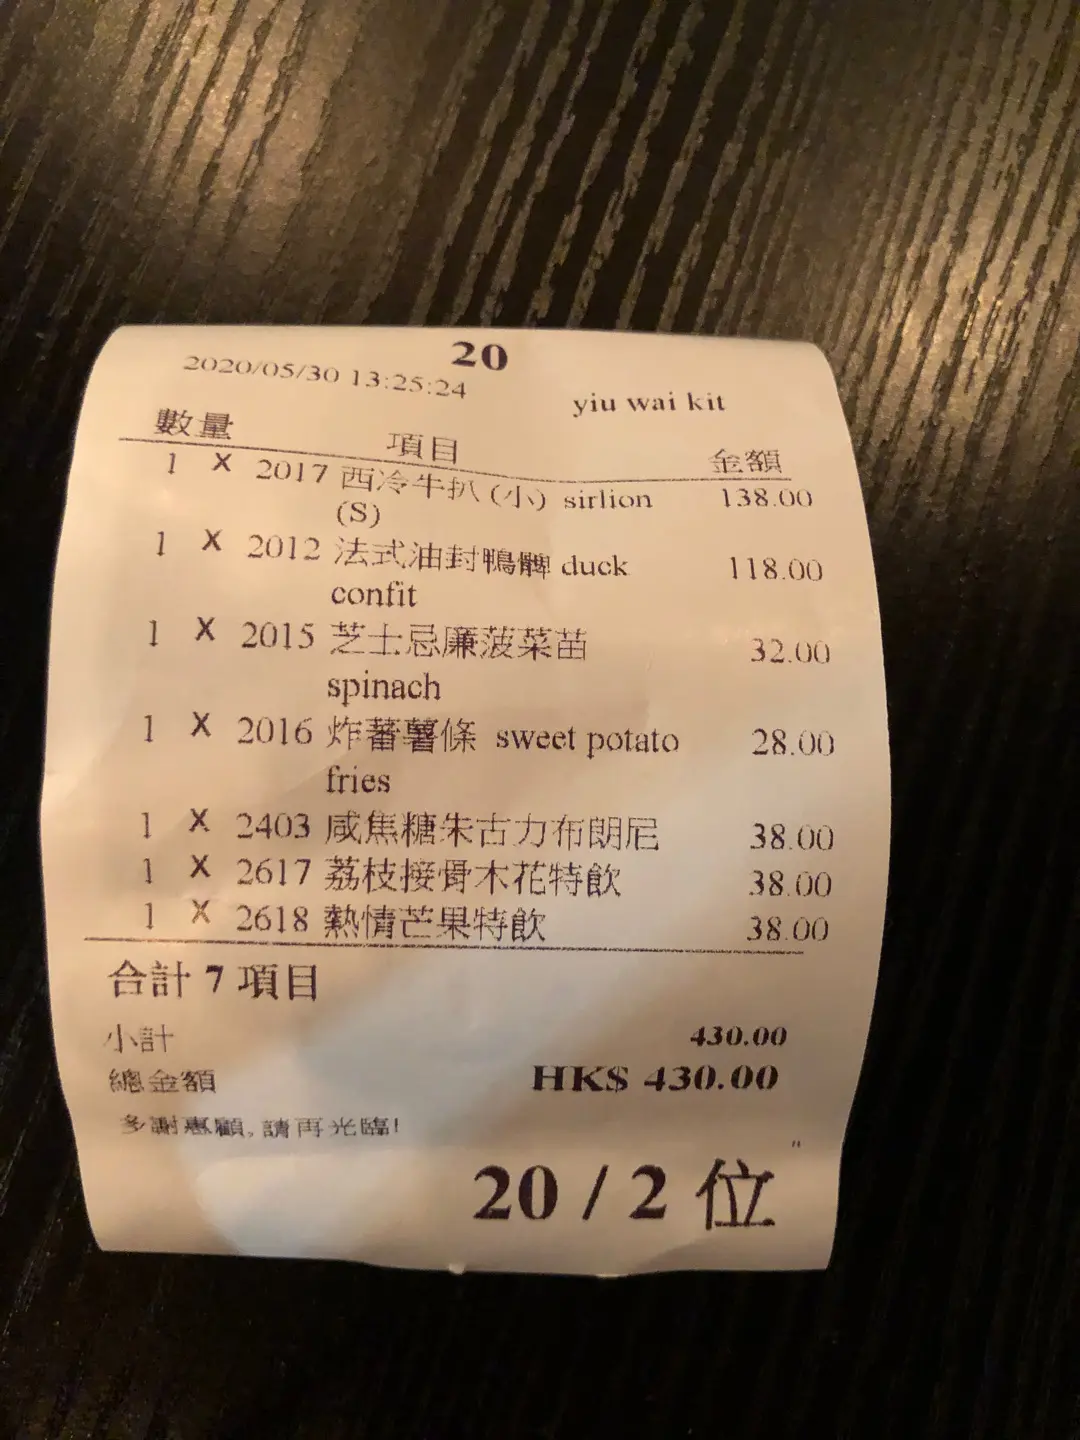 20
2020/05/30 13:25:24
yiu wai kit
數量 項目 金額
1 X 2017 西冷牛扒 (小) sirlion 138.00
(S)
1 X 2012 法式油封鴨髀 duck 118.00
confit
1 X 2015 芝士忌廉菠菜苗 32.00
spinach
1 X 2016 炸蕃薯條 sweet potato 28.00
fries
1 X 2403 咸焦糖朱古力布朗尼 38.00
1 X 2617 荔枝接骨木花特飲 38.00
1 X 2618 熱情芒果特飲 38.00
合計 7 項目
小計 430.00
總金額 HK$ 430.00
多謝惠顧,請再光臨!
"
20 / 2 位